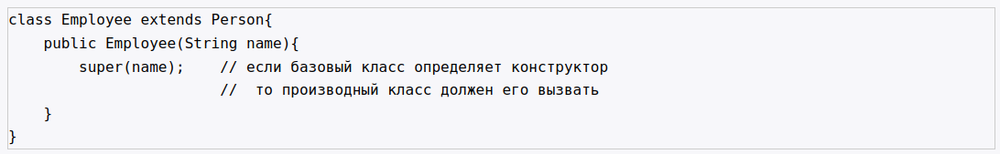 class Employee extends Person{
    public Employee(String name){
        super(name);    // если базовый класс определяет конструктор
                        //  то производный класс должен его вызвать
    }
}